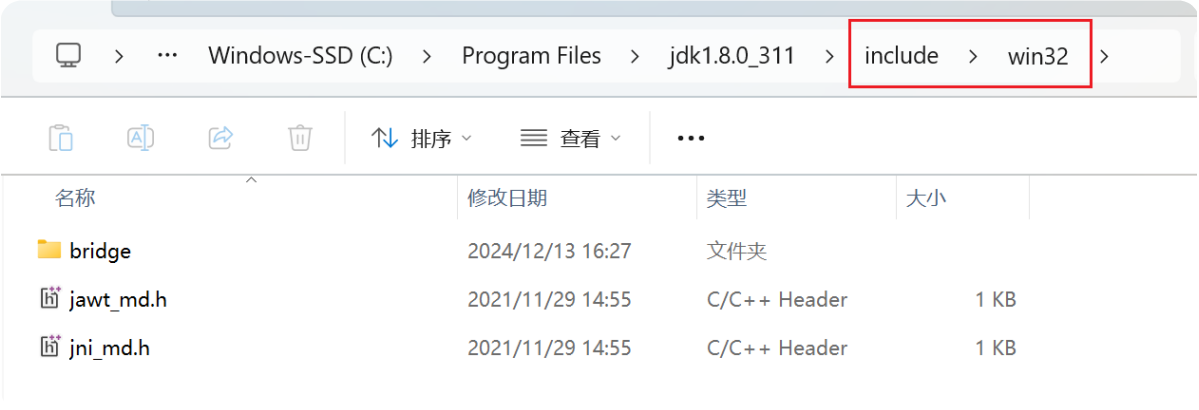 … Windows-SSD (C:) Program Files jdk1.8.0_311 include win32
排序 查看
名称 修改日期 类型 大小
bridge 2024/12/13 16:27 文件夹
jawt_md.h 2021/11/29 14:55 C/C++ Header 1 KB
jni_md.h 2021/11/29 14:55 C/C++ Header 1 KB